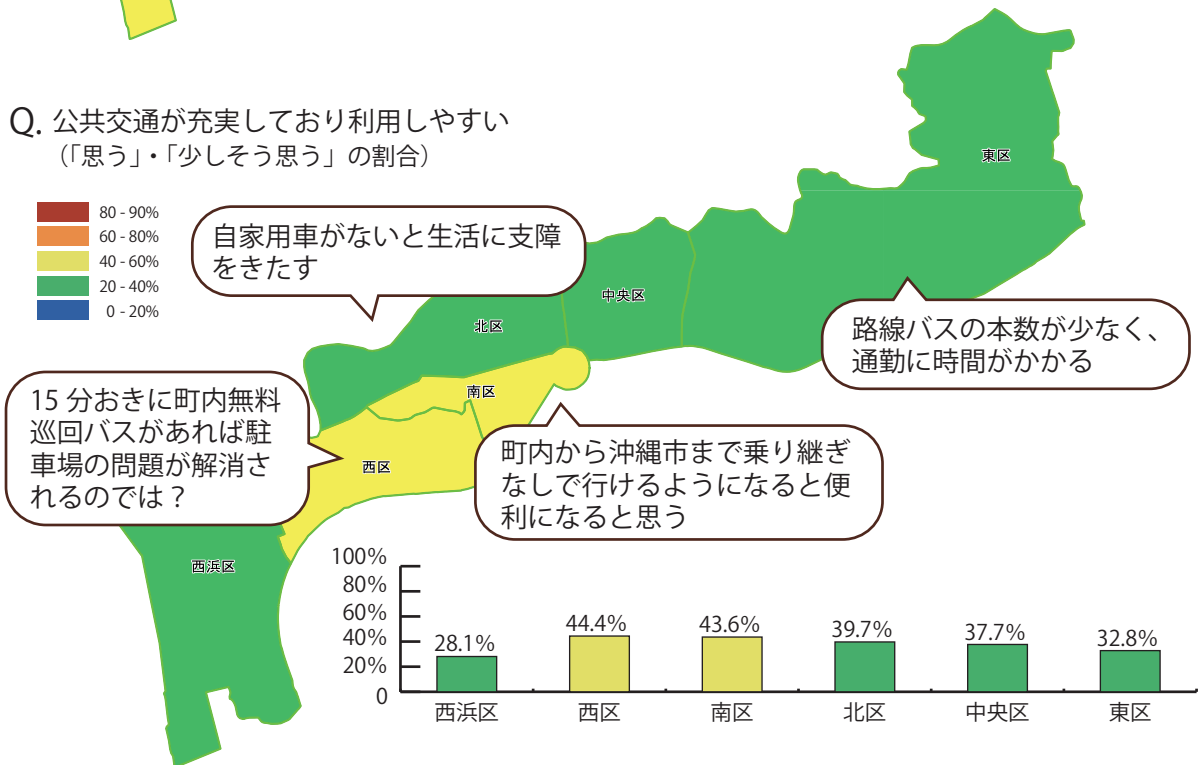 Q. 公共交通が充実しており利用しやすい
（「思う」・「少しそう思う」の割合）
80 - 90%
60 - 80%
40 - 60%
20 - 40%
0 - 20%
自家用車がないと生活に支障
をきたす
東区
中央区
北区
南区
西区
西浜区
路線バスの本数が少なく、
通勤に時間がかかる
15 分おきに町内無料
巡回バスがあれば駐
車場の問題が解消さ
れるのでは？
町内から沖縄市まで乗り継ぎ
なしで行けるようになると便
利になると思う
100%
80%
60%
40%
20%
0
28.1%
44.4%
43.6%
39.7%
37.7%
32.8%
西浜区
西区
南区
北区
中央区
東区